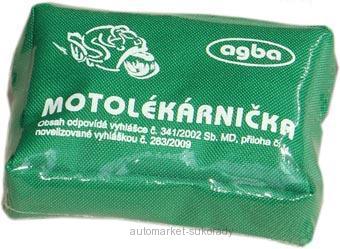 agba
MOTOLÉKÁRNIČKA
Obsah odpovídá vyhlášce č. 341/2002 Sb. MD, příloha č.
novelizované vyhláškou č. 283/2009
automarket-sukorady